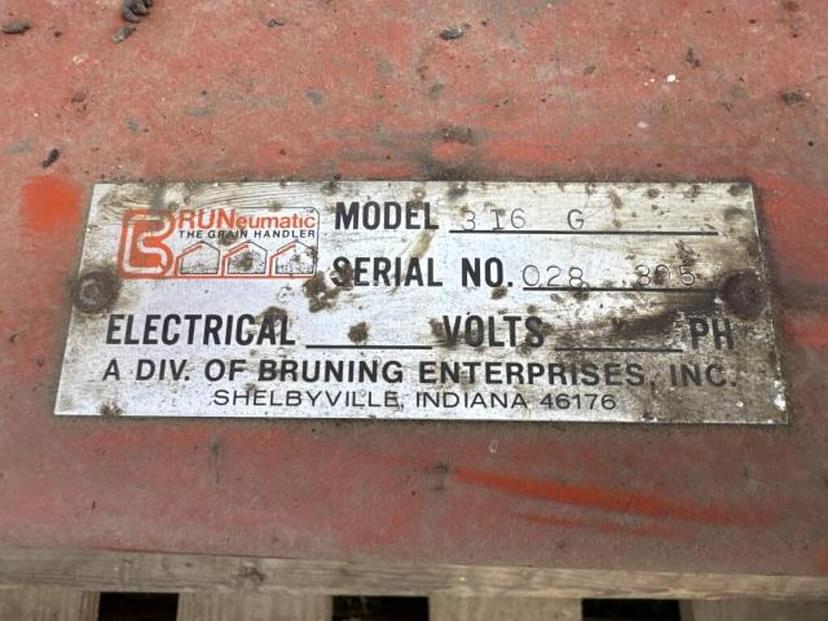 BRUNeumatic
THE GRAIN HANDLER
MODEL 316 G
SERIAL NO. 028
ELECTRICAL VOLTS PH
A DIV. OF BRUNING ENTERPRISES, INC.
SHELBYVILLE, INDIANA 46176